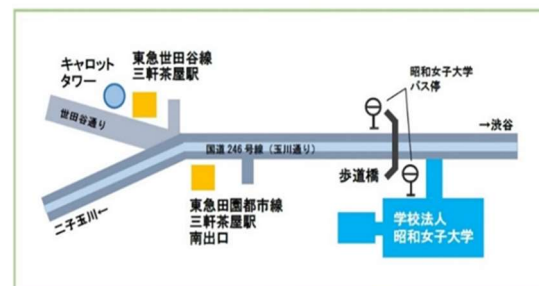 キャロット
タワー
東急世田谷線
三軒茶屋駅
世田谷通り
昭和女子大学
バス停
→渋谷
国道246号線（玉川通り）
歩道橋
二子玉川←
東急田園都市線
三軒茶屋駅
南出口
学校法人
昭和女子大学